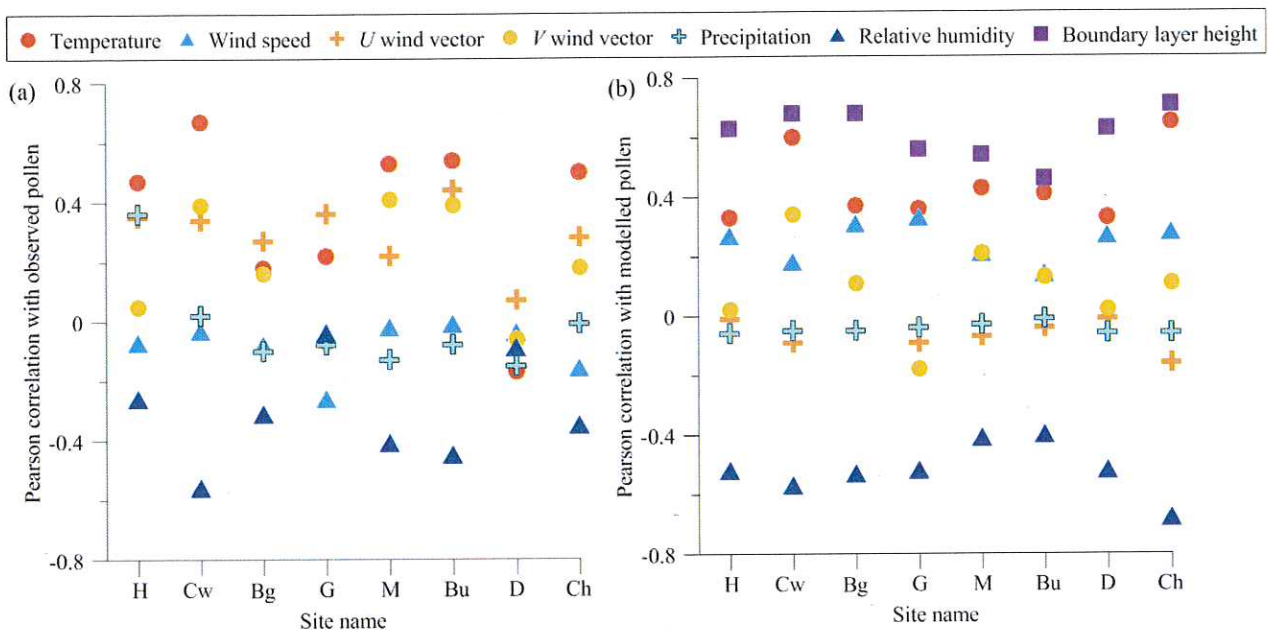 Temperature Wind speed U wind vector V wind vector Precipitation Relative humidity Boundary layer height
(a)
0.8
0.4
0
-0.4
-0.8
Pearson correlation with observed pollen
H Cw Bg G M Bu D Ch
Site name
(b)
0.8
0.4
0
-0.4
-0.8
Pearson correlation with modelled pollen
H Cw Bg G M Bu D Ch
Site name